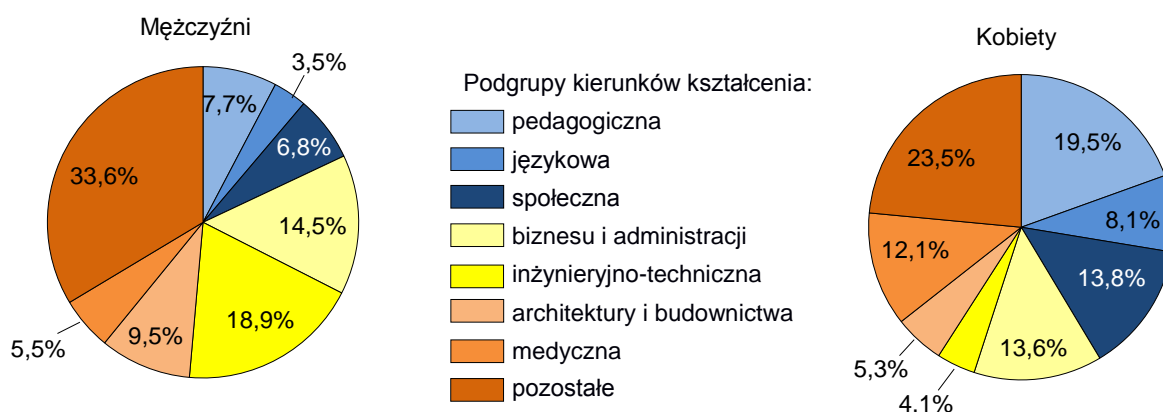 Mężczyźni
7,7%
3,5%
6,8%
14,5%
18,9%
9,5%
5,5%
33,6%
Podgrupy kierunków kształcenia:
pedagogiczna
językowa
społeczna
biznesu i administracji
inżynieryjno-techniczna
architektury i budownictwa
medyczna
pozostałe
Kobiety
19,5%
8,1%
13,8%
13,6%
4,1%
5,3%
12,1%
23,5%